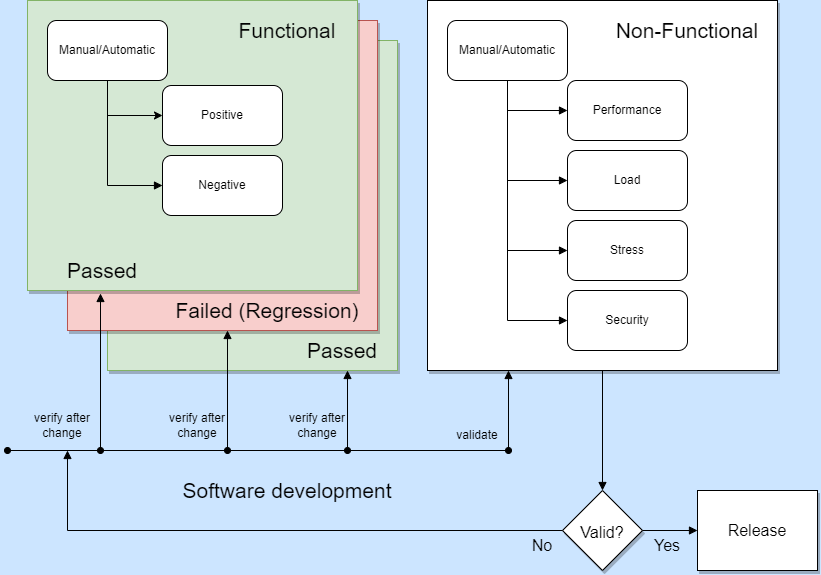 Functional
Manual/Automatic
Positive
Negative
Passed
Failed (Regression)
Passed
Non-Functional
Manual/Automatic
Performance
Load
Stress
Security
verify after
change
verify after
change
verify after
change
validate
Software development
Valid?
No
Yes
Release